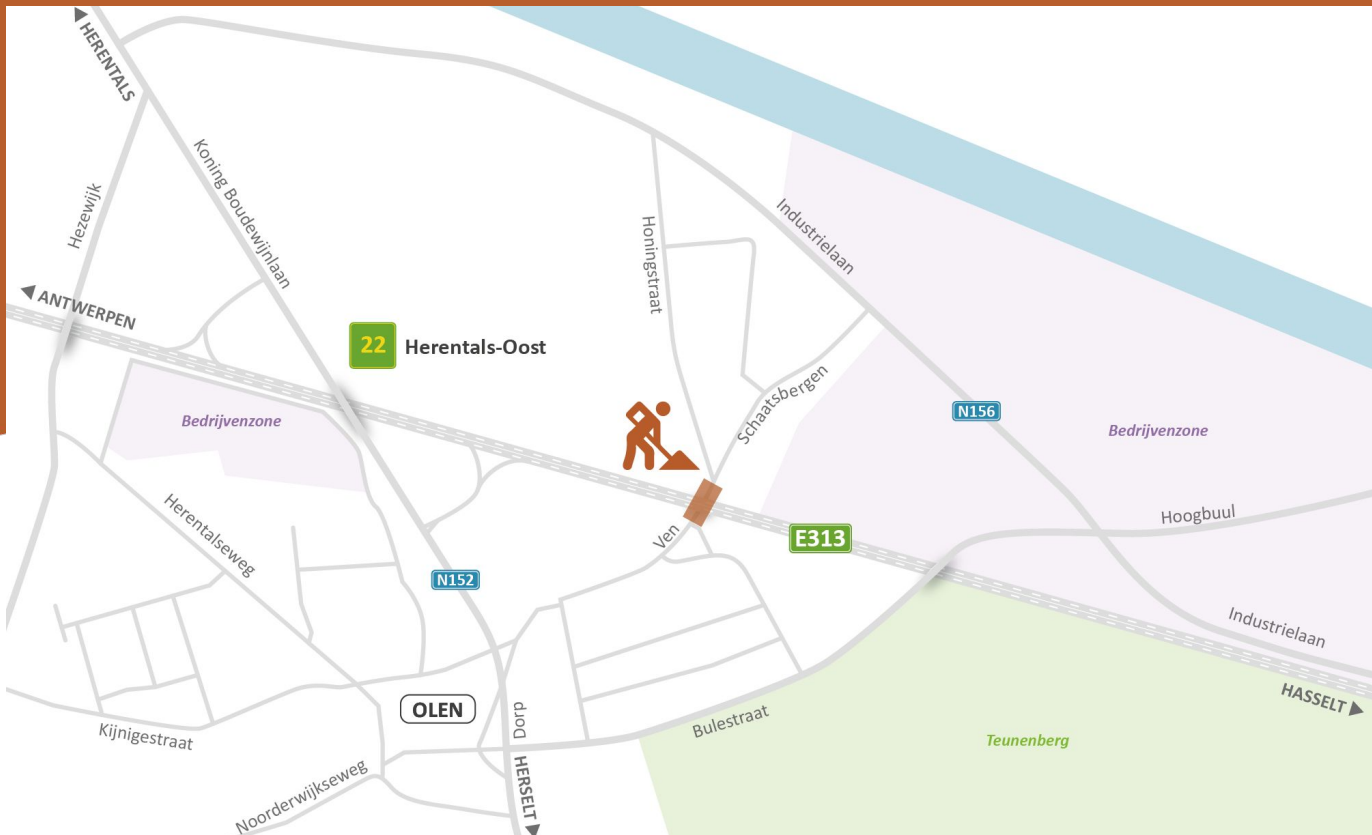 HERENTALS
Koning Boudewijnlaan
Hezewijk
Industrielaan
Honingstraat
ANTWERPEN
22
Herentals-Oost
Schaatsbergen
N156
Bedrijvenzone
Bedrijvenzone
Hoogbuul
Herentalseweg
Ven
E313
N152
Industrielaan
HASSELT
OLEN
Dorp
Bulestraat
Kijnigestraat
Teunenberg
Noorderwijkseweg
HERSELT